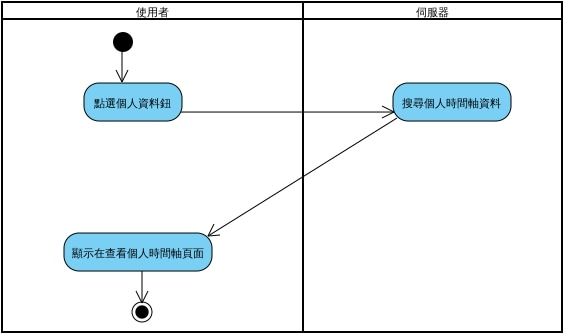 使用者
伺服器
點選個人資料鈕
搜尋個人時間軸資料
顯示在查看個人時間軸頁面